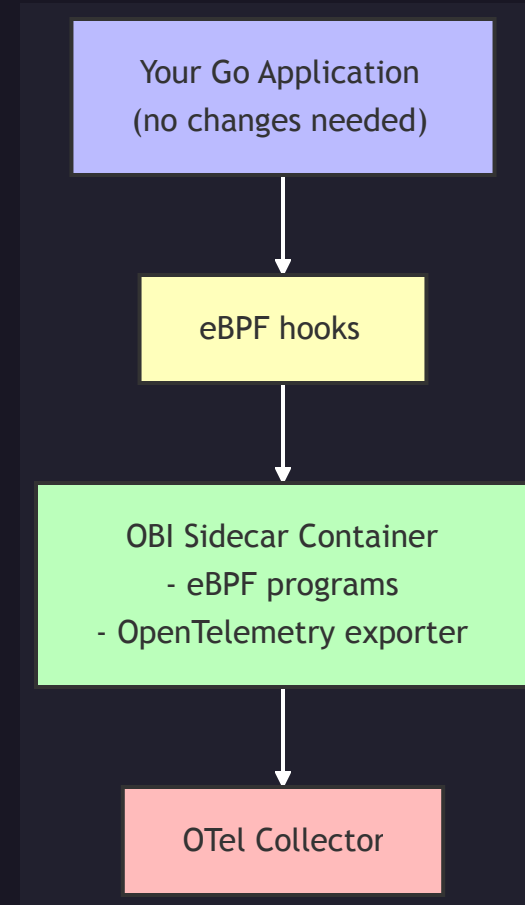 Your Go Application
(no changes needed)
eBPF hooks
OBI Sidecar Container
- eBPF programs
- OpenTelemetry exporter
OTel Collector